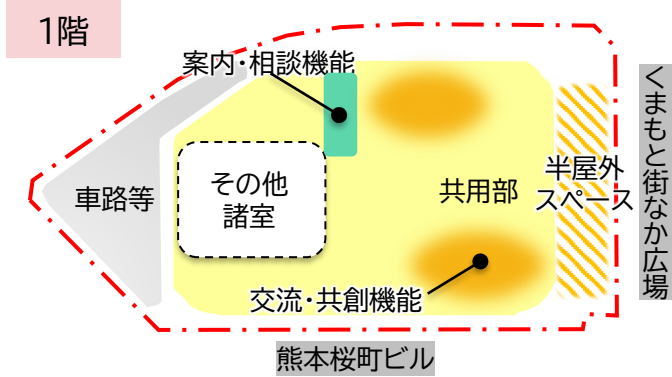 1階
案内・相談機能
くまもと街なか広場
半屋外
スペース
その他
諸室
車路等
共用部
交流・共創機能
熊本桜町ビル